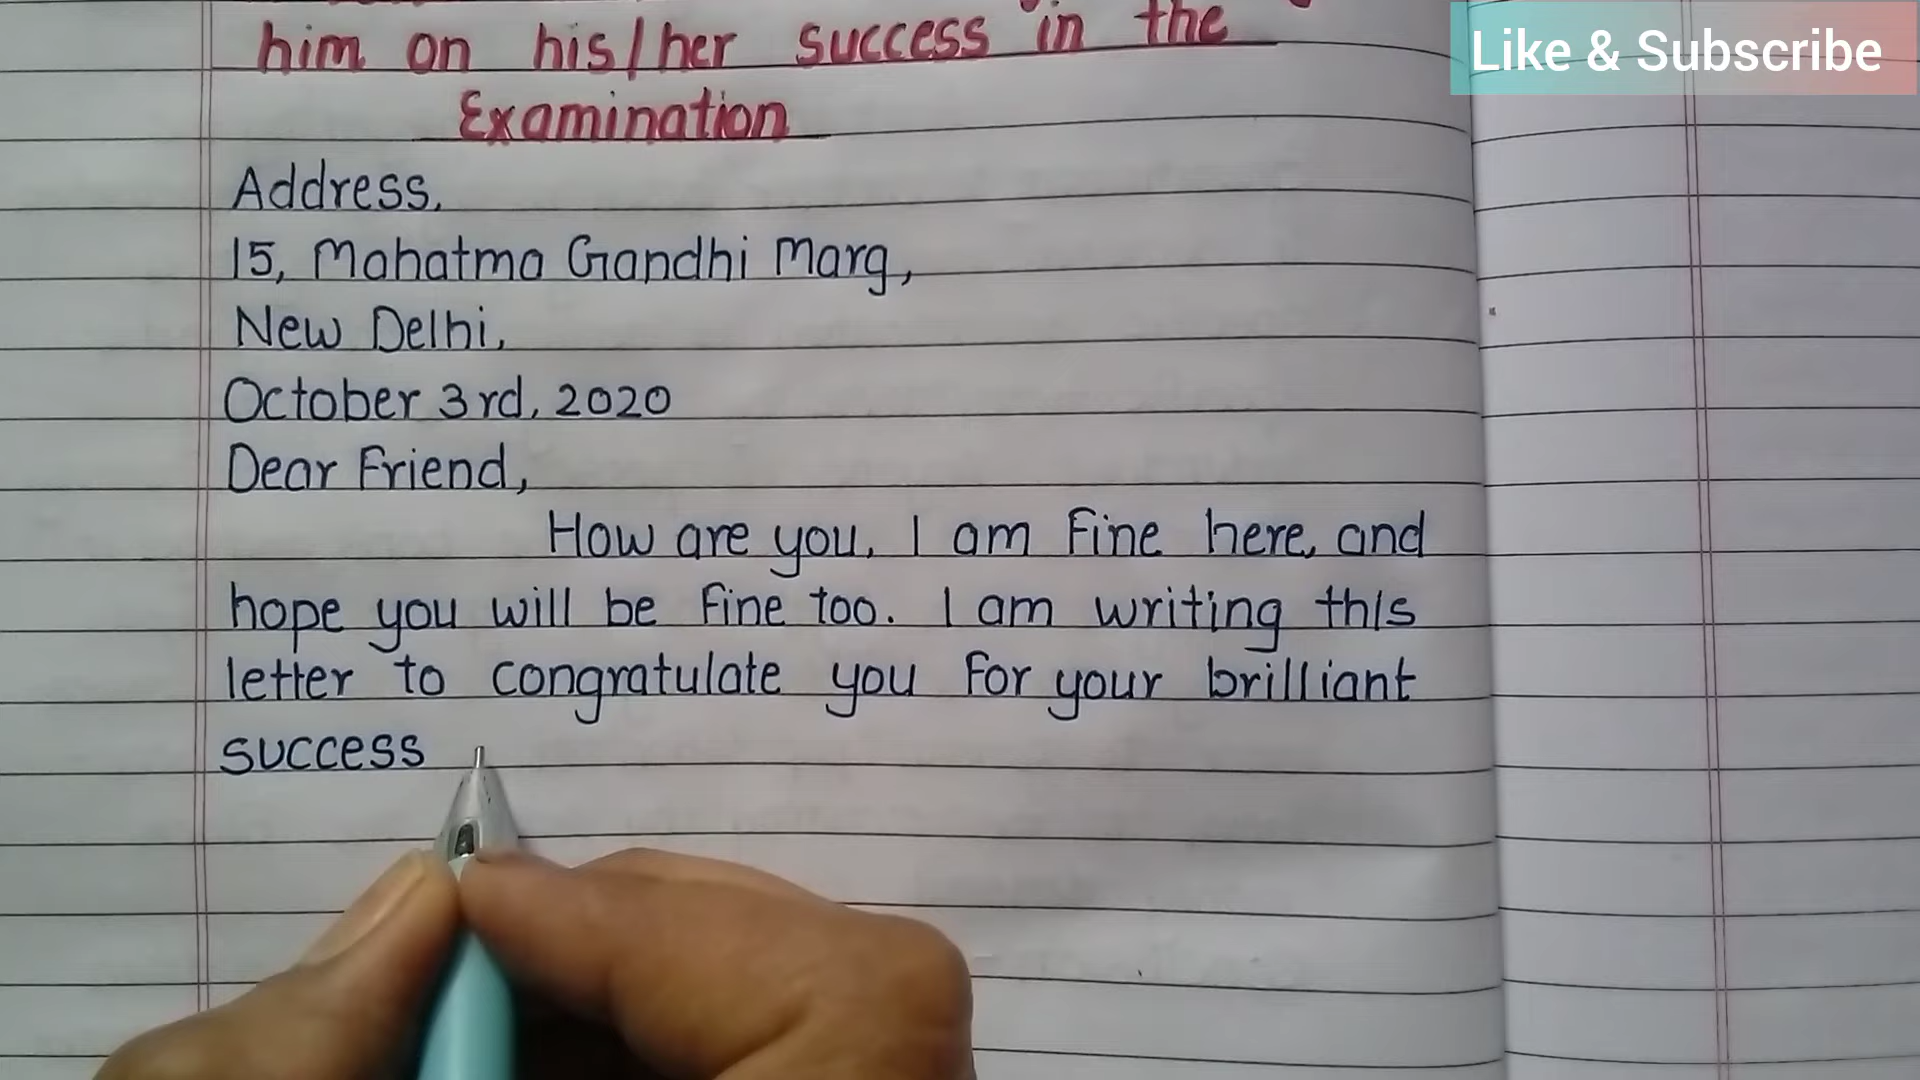 him on his/her success in the
Examination
Like & Subscribe
Address,
15, Mahatma Gandhi Marg,
New Delhi,
October 3rd, 2020
Dear Friend,
How are you, I am fine here, and
hope you will be fine too. I am writing this
letter to congratulate you for your brilliant
success